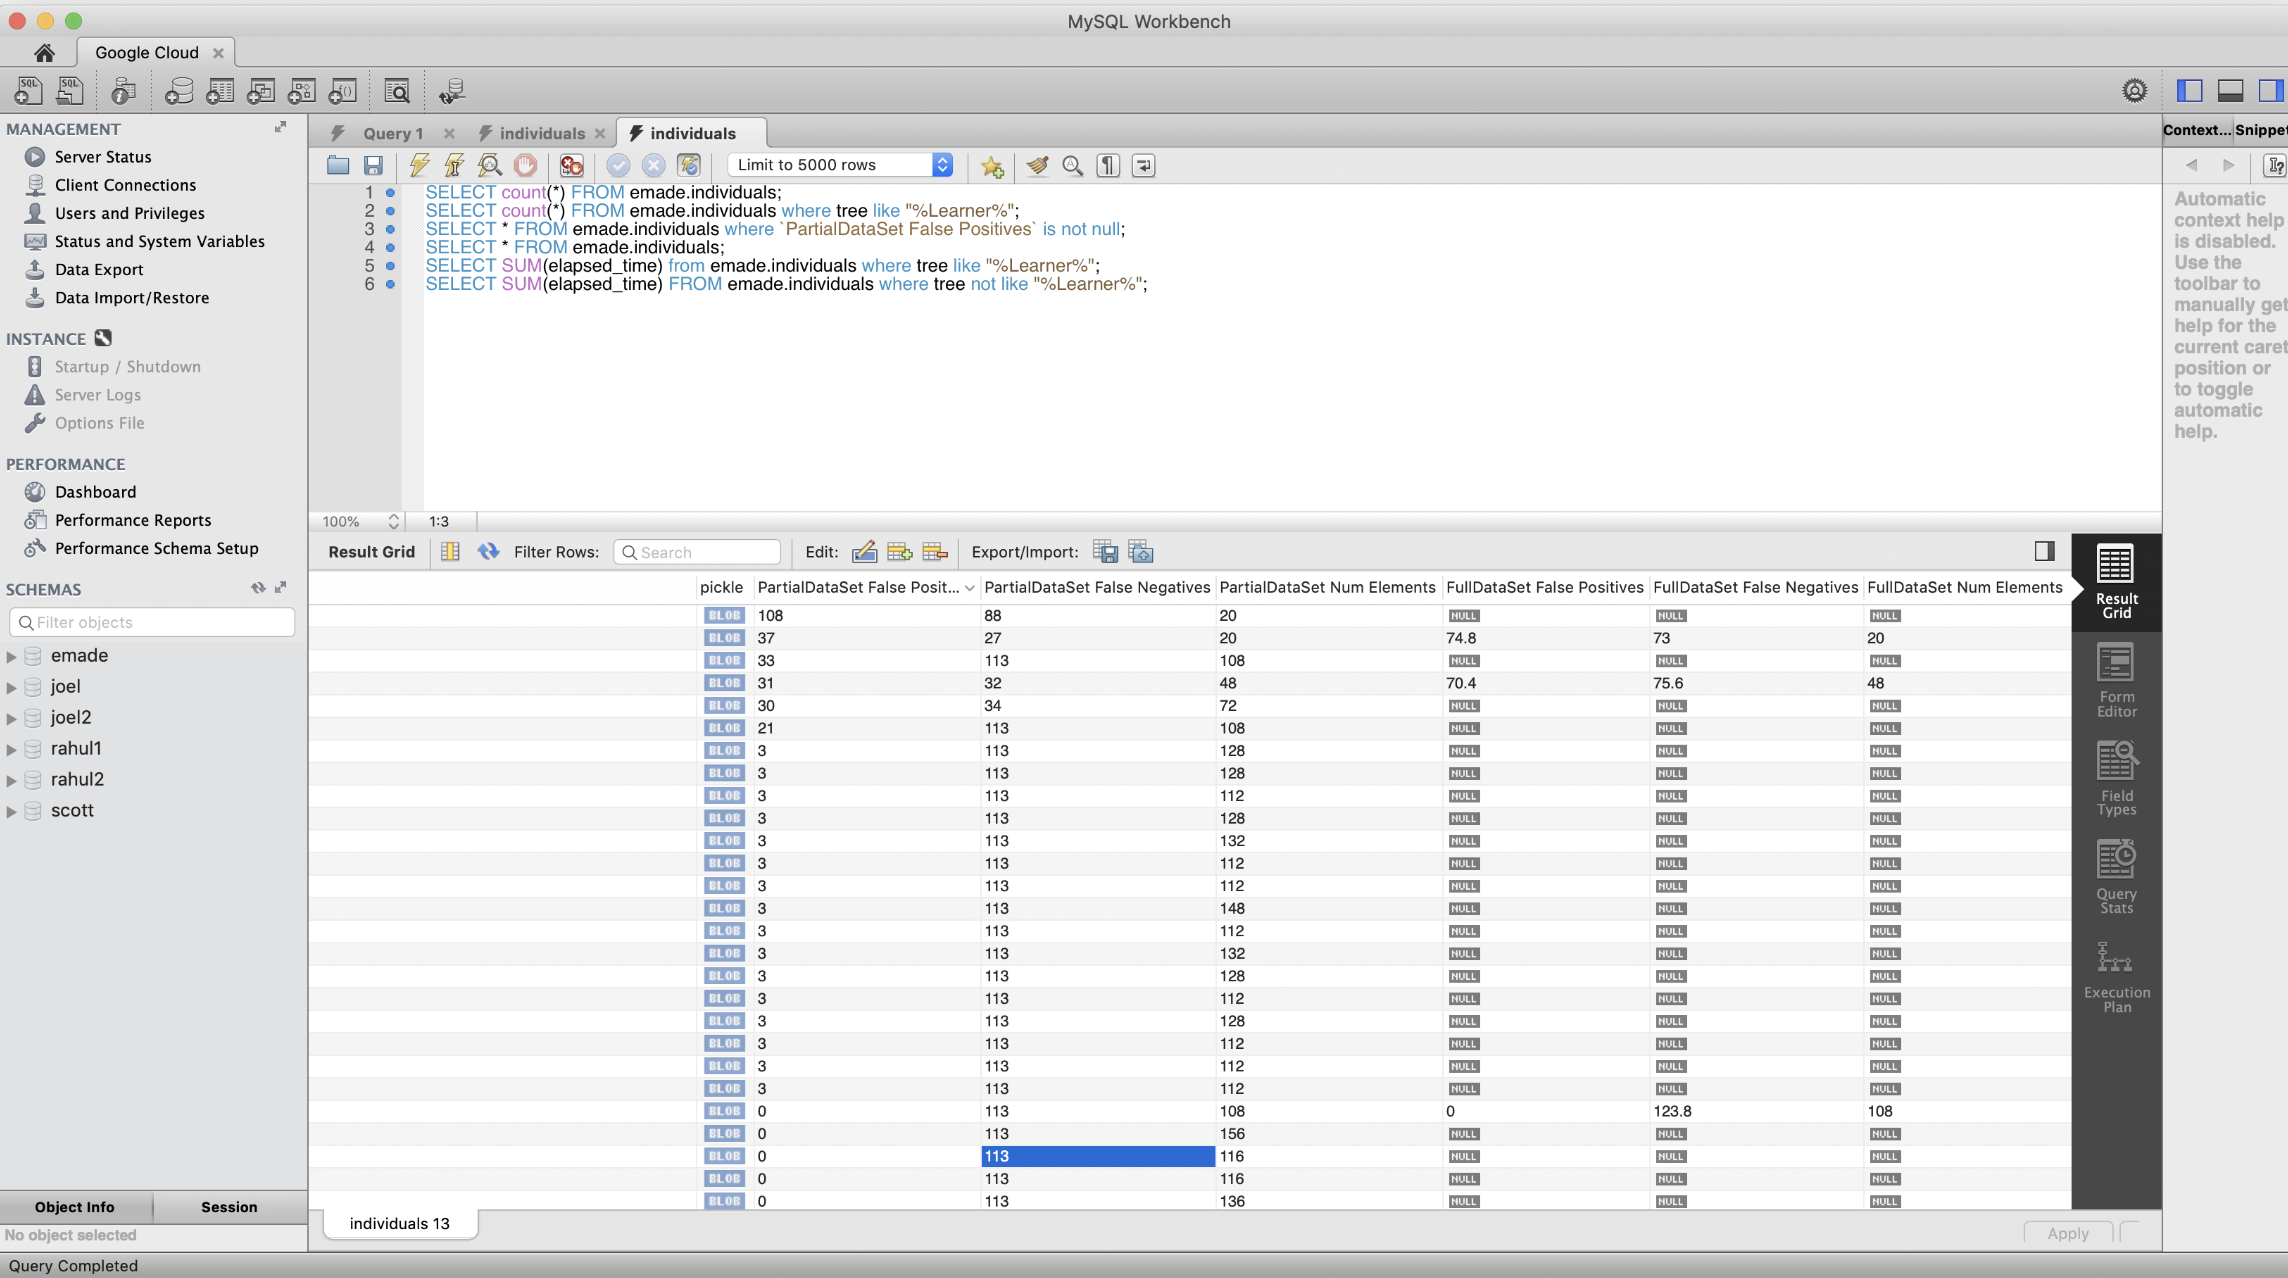 MySQL Workbench
Google Cloud
MANAGEMENT
Server Status
Client Connections
Users and Privileges
Status and System Variables
Data Export
Data Import/Restore
INSTANCE
Startup / Shutdown
Server Logs
Options File
PERFORMANCE
Dashboard
Performance Reports
Performance Schema Setup
SCHEMAS
Filter objects
emade
joel
joel2
rahul1
rahul2
scott
Object Info Session
No object selected
Query Completed
Query 1 individuals individuals
Limit to 5000 rows
1 SELECT count(*) FROM emade.individuals;
2 SELECT count(*) FROM emade.individuals where tree like "%Learner%";
3 SELECT * FROM emade.individuals where `PartialDataSet False Positives` is not null;
4 SELECT * FROM emade.individuals;
5 SELECT SUM(elapsed_time) from emade.individuals where tree like "%Learner%";
6 SELECT SUM(elapsed_time) FROM emade.individuals where tree not like "%Learner%";
100% 1:3
Result Grid Filter Rows: Search Edit: Export/Import:
pickle PartialDataSet False Posit... PartialDataSet False Negatives PartialDataSet Num Elements FullDataSet False Positives FullDataSet False Negatives FullDataSet Num Elements
BLOB 108 88 20 NULL NULL NULL
BLOB 37 27 20 74.8 73 20
BLOB 33 113 108 NULL NULL NULL
BLOB 31 32 48 70.4 75.6 48
BLOB 30 34 72 NULL NULL NULL
BLOB 21 113 108 NULL NULL NULL
BLOB 3 113 128 NULL NULL NULL
BLOB 3 113 128 NULL NULL NULL
BLOB 3 113 112 NULL NULL NULL
BLOB 3 113 128 NULL NULL NULL
BLOB 3 113 132 NULL NULL NULL
BLOB 3 113 112 NULL NULL NULL
BLOB 3 113 112 NULL NULL NULL
BLOB 3 113 148 NULL NULL NULL
BLOB 3 113 112 NULL NULL NULL
BLOB 3 113 132 NULL NULL NULL
BLOB 3 113 128 NULL NULL NULL
BLOB 3 113 112 NULL NULL NULL
BLOB 3 113 128 NULL NULL NULL
BLOB 3 113 112 NULL NULL NULL
BLOB 3 113 112 NULL NULL NULL
BLOB 3 113 112 NULL NULL NULL
BLOB 0 113 108 0 123.8 108
BLOB 0 113 156 NULL NULL NULL
BLOB 0 113 116 NULL NULL NULL
BLOB 0 113 116 NULL NULL NULL
BLOB 0 113 136 NULL NULL NULL
individuals 13
Apply
Result
Grid
Form
Editor
Field
Types
Query
Stats
Execution
Plan
Context... Snippet
Automatic
context help
is disabled.
Use the
toolbar to
manually get
help for the
current caret
position or
to toggle
automatic
help.